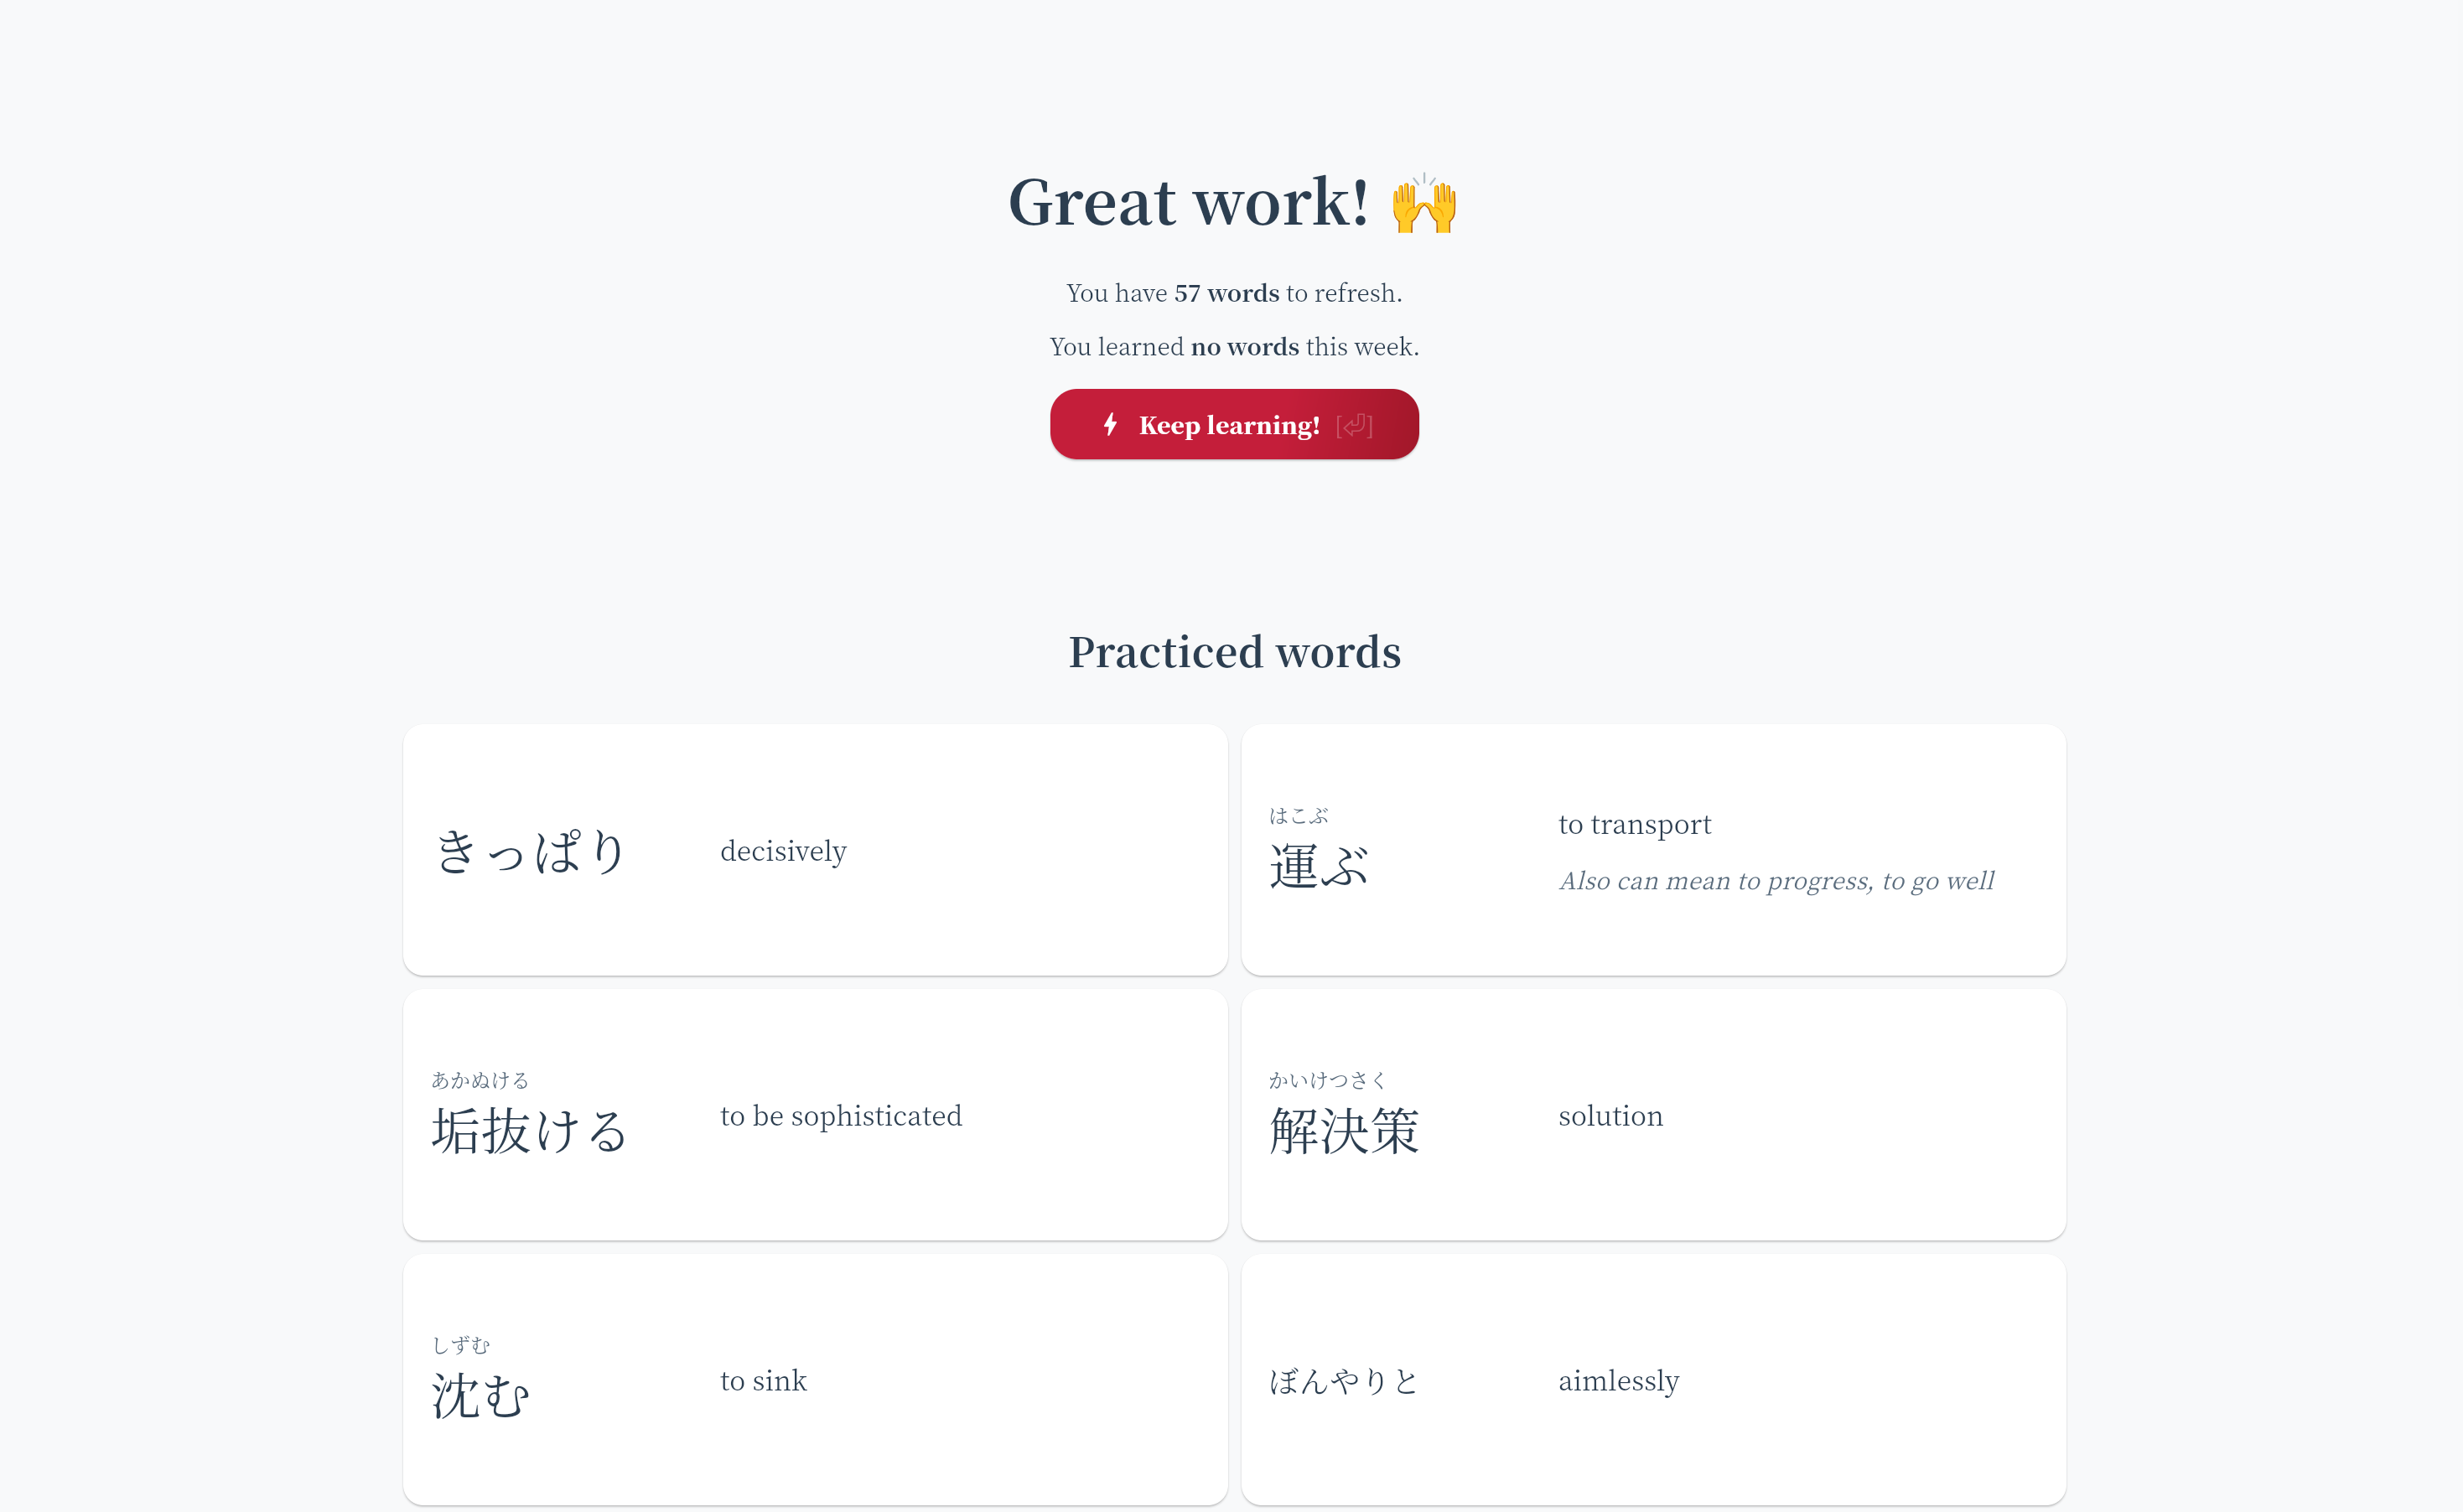 Great work! 🙌
You have 57 words to refresh.
You learned no words this week.
Keep learning! [⏎]
Practiced words
きっぱり
decisively
はこぶ
運ぶ
to transport
Also can mean to progress, to go well
あかぬける
垢抜ける
to be sophisticated
かいけつさく
解決策
solution
しずむ
沈む
to sink
ぼんやりと
aimlessly